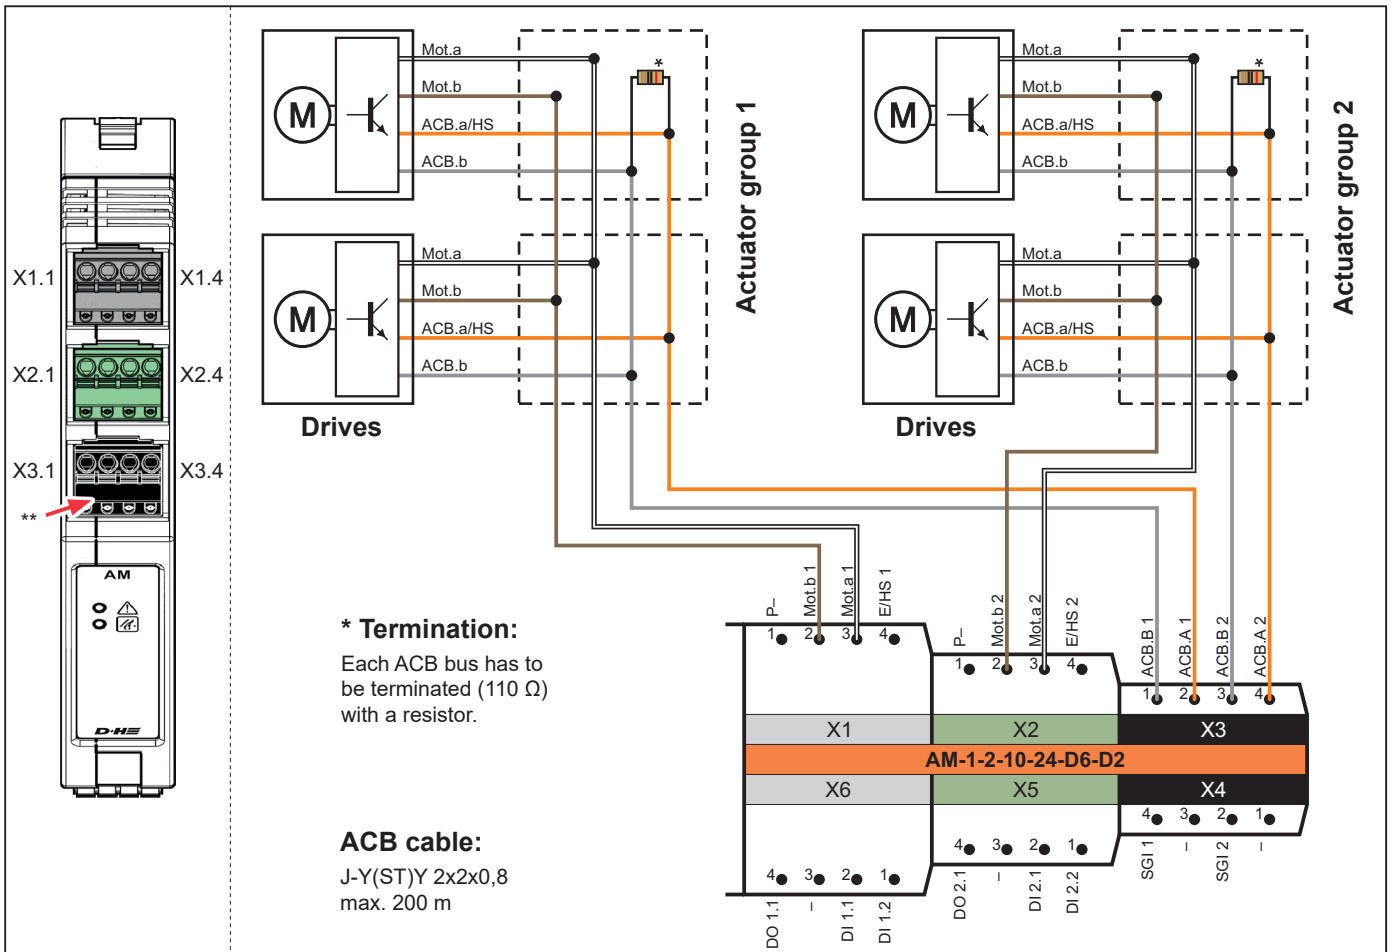 X1.1
X1.4
X2.1
X2.4
X3.1
X3.4
**
AM
D+H
M
Mot.a
Mot.b
ACB.a/HS
ACB.b
*
M
Mot.a
Mot.b
ACB.a/HS
ACB.b
Drives
Actuator group 1
M
Mot.a
Mot.b
ACB.a/HS
ACB.b
*
M
Mot.a
Mot.b
ACB.a/HS
ACB.b
Drives
Actuator group 2
* Termination:
Each ACB bus has to
be terminated (110 Ω)
with a resistor.
ACB cable:
J-Y(ST)Y 2x2x0,8
max. 200 m
P–
Mot.b 1
Mot.a 1
E/HS 1
1 2 3 4
P–
Mot.b 2
Mot.a 2
E/HS 2
1 2 3 4
ACB.B 1
ACB.A 1
ACB.B 2
ACB.A 2
1 2 3 4
X1 X2 X3
AM-1-2-10-24-D6-D2
X6 X5 X4
4 3 2 1
DO 1.1
–
DI 1.1
DI 1.2
4 3 2 1
DO 2.1
–
DI 2.1
DI 2.2
4 3 2 1
SGI 1
–
SGI 2
–